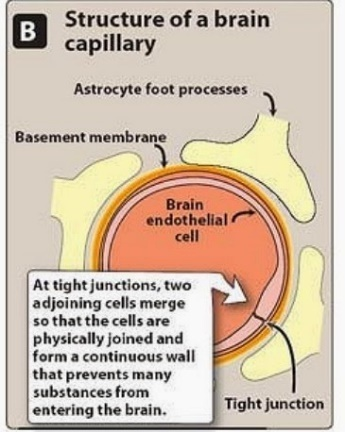 B
Structure of a brain
capillary
Astrocyte foot processes
Basement membrane
Brain
endothelial
cell
At tight junctions, two
adjoining cells merge
so that the cells are
physically joined and
form a continuous wall
that prevents many
substances from
entering the brain.
Tight junction